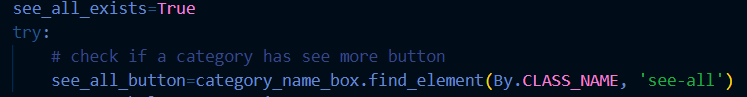 see_all_exists=True
try:
# check if a category has see more button
see_all_button=category_name_box.find_element(By.CLASS_NAME, 'see-all')